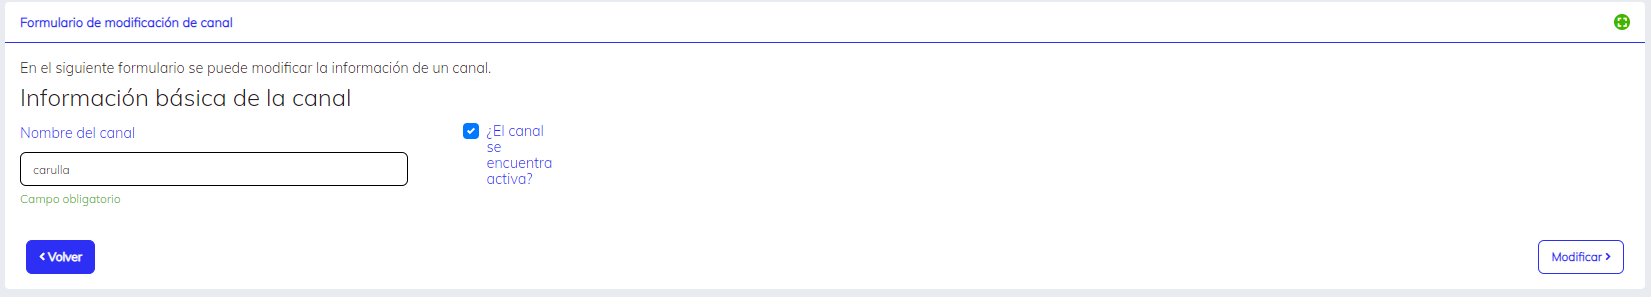 Formulario de modificación de canal
En el siguiente formulario se puede modificar la información de un canal.
Información básica de la canal
Nombre del canal
carulla
Campo obligatorio
¿El canal
se
encuentra
activa?
Volver
Modificar